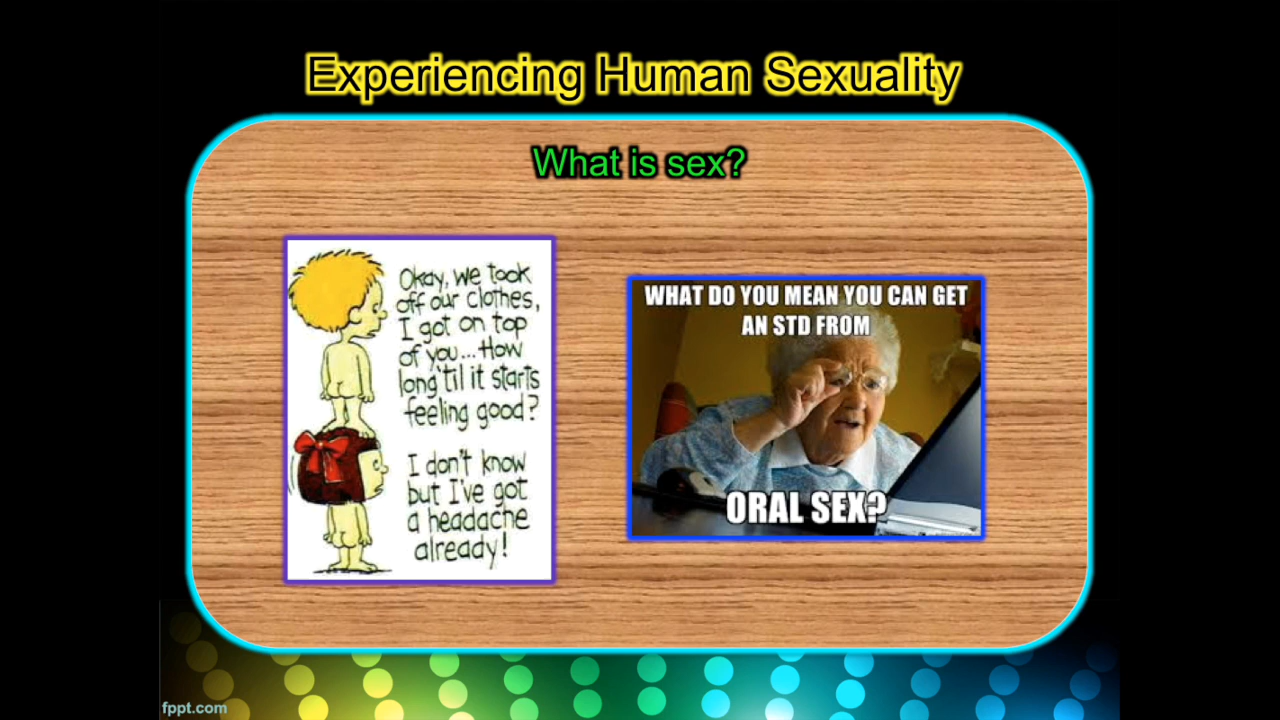 Experiencing Human Sexuality
What is sex?
Okay, we took
off our clothes,
I got on top
of you...How
long 'til it starts
feeling good?
I don't know
but I've got
a headache
already!
WHAT DO YOU MEAN YOU CAN GET
AN STD FROM
ORAL SEX?
fppt.com